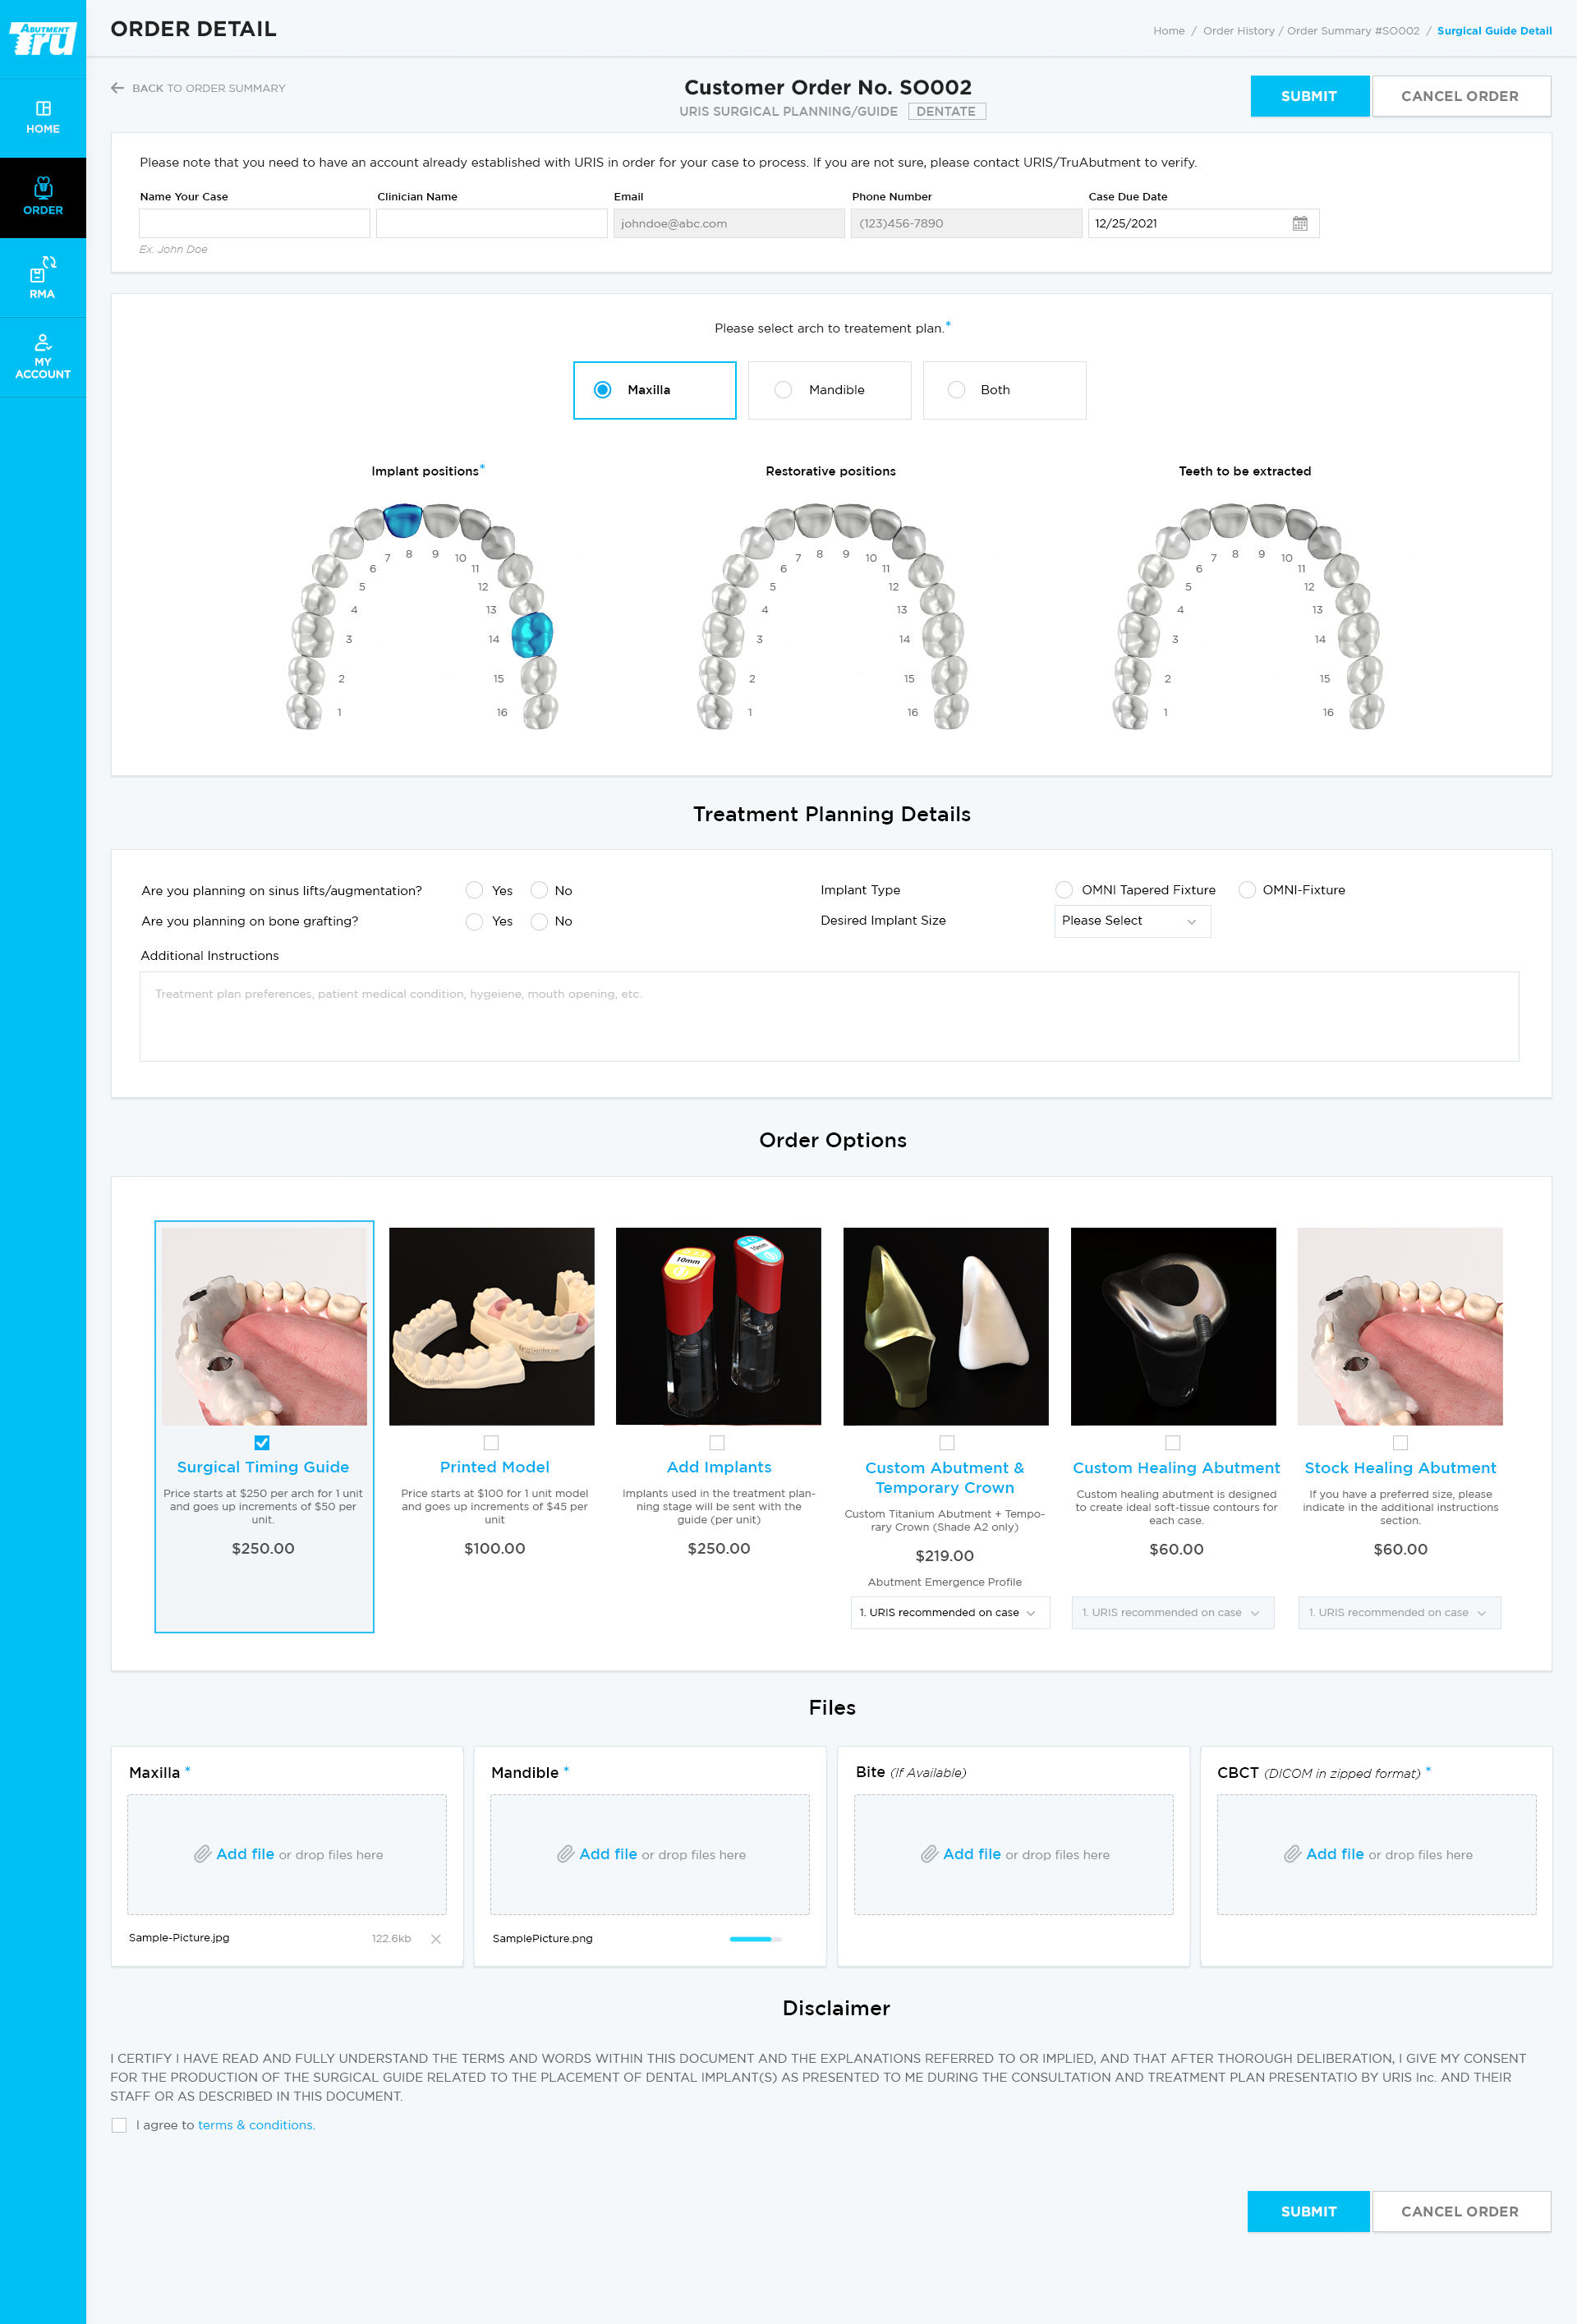 ABUTMENT
Tru
ORDER DETAIL
Home / Order History / Order Summary #SO002 / Surgical Guide Detail
HOME
ORDER
RMA
MY
ACCOUNT
BACK TO ORDER SUMMARY
Customer Order No. SO002
URIS SURGICAL PLANNING/GUIDE DENTATE
SUBMIT
CANCEL ORDER
Please note that you need to have an account already established with URIS in order for your case to process. If you are not sure, please contact URIS/TruAbutment to verify.
Name Your Case
Clinician Name
Email
Phone Number
Case Due Date
johndoe@abc.com
(123)456-7890
12/25/2021
Ex. John Doe
Please select arch to treatement plan.*
Maxilla
Mandible
Both
Implant positions*
1
2
3
4
5
6
7
8
9
10
11
12
13
14
15
16
Restorative positions
1
2
3
4
5
6
7
8
9
10
11
12
13
14
15
16
Teeth to be extracted
1
2
3
4
5
6
7
8
9
10
11
12
13
14
15
16
Treatment Planning Details
Are you planning on sinus lifts/augmentation? Yes No
Are you planning on bone grafting? Yes No
Implant Type OMNI Tapered Fixture OMNI-Fixture
Desired Implant Size Please Select
Additional Instructions
Treatment plan preferences, patient medical condition, hygeiene, mouth opening, etc.
Order Options
Surgical Timing Guide
Price starts at $250 per arch for 1 unit
and goes up increments of $50 per
unit.
$250.00
Printed Model
Price starts at $100 for 1 unit model
and goes up increments of $45 per
unit
$100.00
10mm
10mm
Add Implants
Implants used in the treatment plan-
ning stage will be sent with the
guide (per unit)
$250.00
Custom Abutment &
Temporary Crown
Custom Titanium Abutment + Tempo-
rary Crown (Shade A2 only)
$219.00
Abutment Emergence Profile
1. URIS recommended on case
Custom Healing Abutment
Custom healing abutment is designed
to create ideal soft-tissue contours for
each case.
$60.00
1. URIS recommended on case
Stock Healing Abutment
If you have a preferred size, please
indicate in the additional instructions
section.
$60.00
1. URIS recommended on case
Files
Maxilla *
Add file or drop files here
Sample-Picture.jpg 122.6kb
Mandible *
Add file or drop files here
SamplePicture.png
Bite (If Available)
Add file or drop files here
CBCT (DICOM in zipped format) *
Add file or drop files here
Disclaimer
I CERTIFY I HAVE READ AND FULLY UNDERSTAND THE TERMS AND WORDS WITHIN THIS DOCUMENT AND THE EXPLANATIONS REFERRED TO OR IMPLIED, AND THAT AFTER THOROUGH DELIBERATION, I GIVE MY CONSENT
FOR THE PRODUCTION OF THE SURGICAL GUIDE RELATED TO THE PLACEMENT OF DENTAL IMPLANT(S) AS PRESENTED TO ME DURING THE CONSULTATION AND TREATMENT PLAN PRESENTATIO BY URIS Inc. AND THEIR
STAFF OR AS DESCRIBED IN THIS DOCUMENT.
I agree to terms & conditions.
SUBMIT
CANCEL ORDER